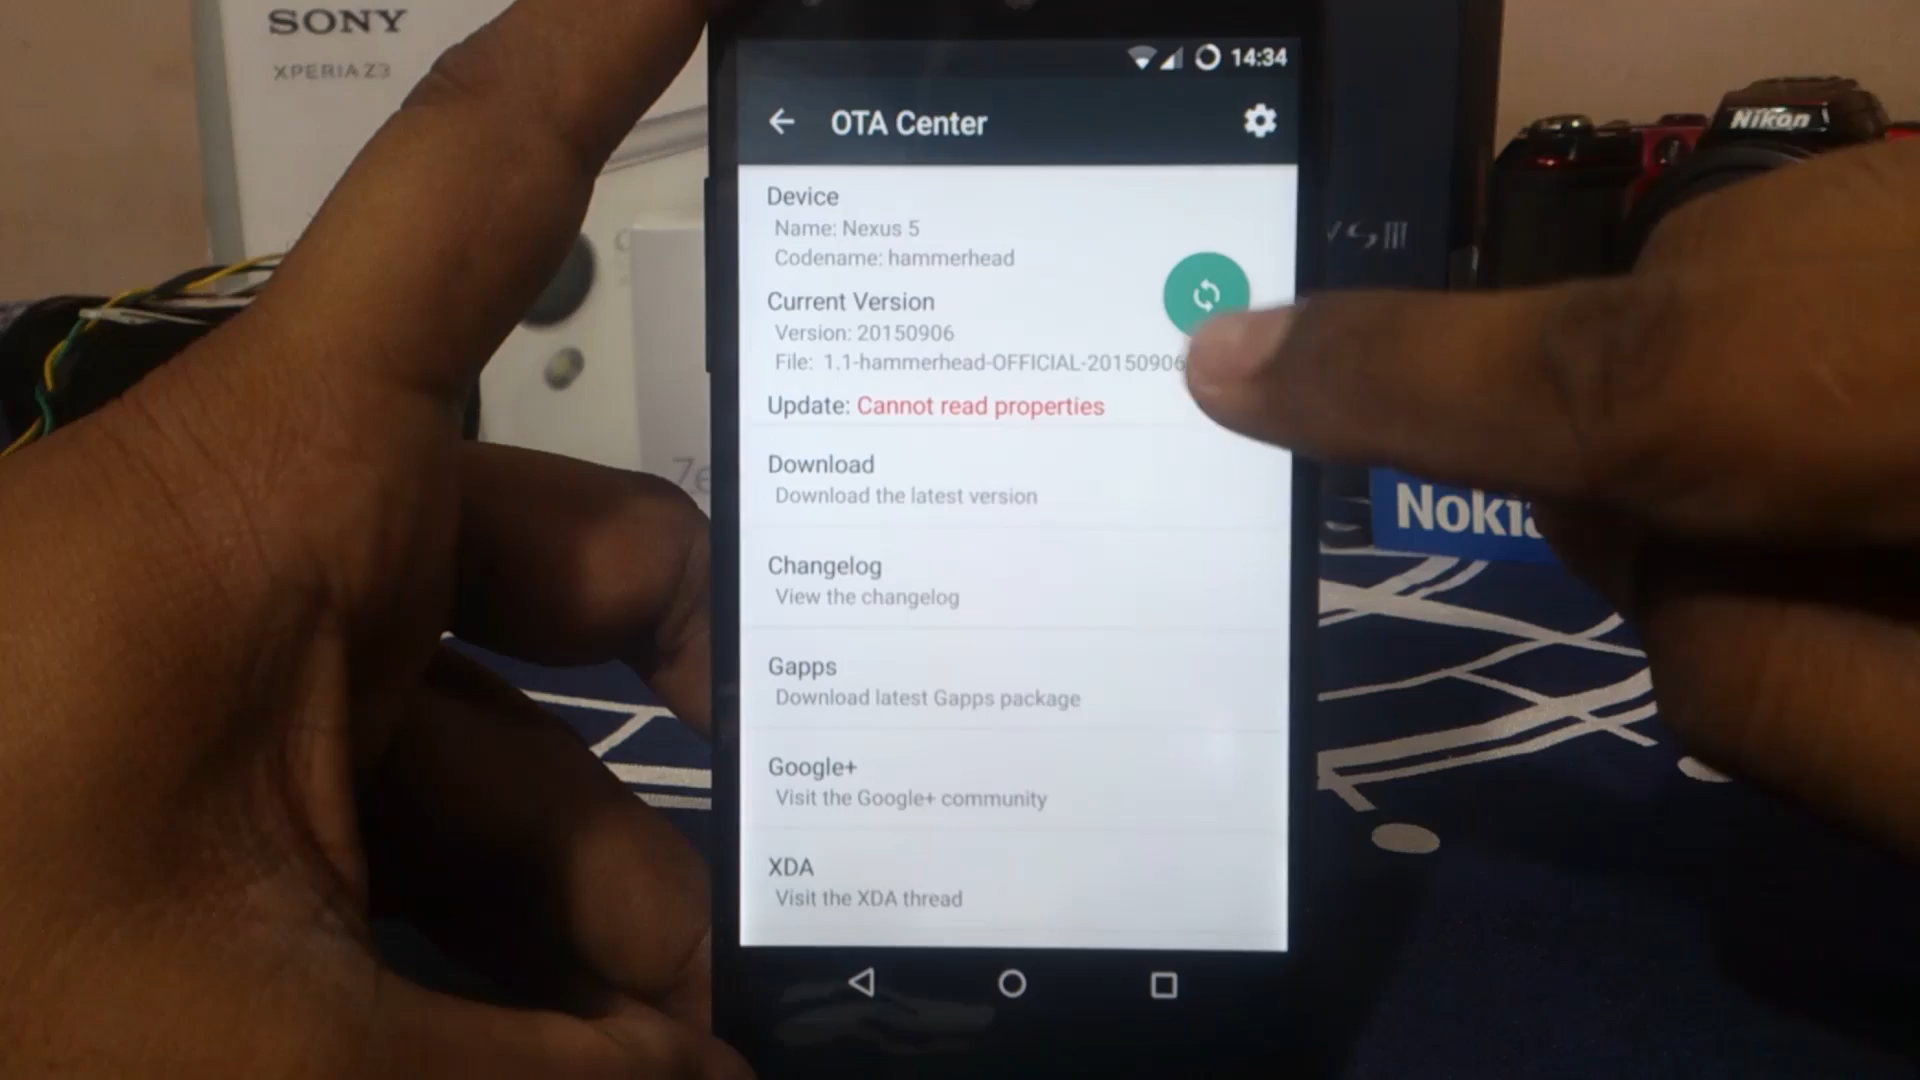 SONY
XPERIA Z3
14:34
OTA Center
Nikon
Device
Name: Nexus 5
Codename: hammerhead
SIII
Current Version
Version: 20150906
File: 1.1-hammerhead-OFFICIAL-20150906
Update: Cannot read properties
Download
Download the latest version
Ze
Nokia
Changelog
View the changelog
Gapps
Download latest Gapps package
Google+
Visit the Google+ community
XDA
Visit the XDA thread